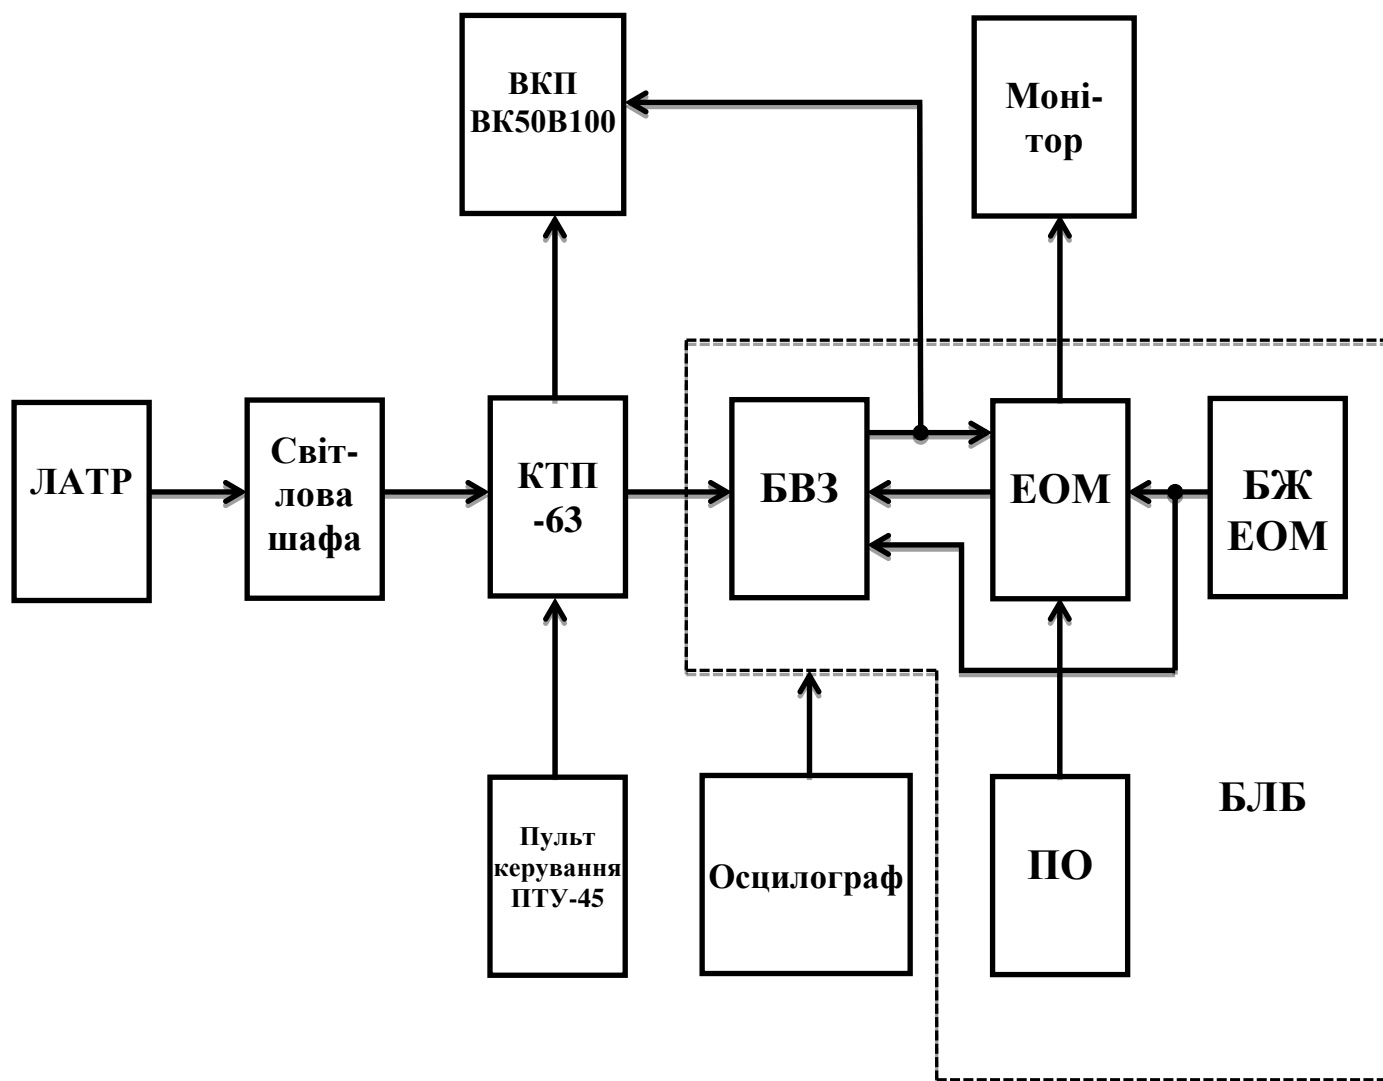 ВКП
ВК50В100
Моні-
тор
ЛАТР
Світ-
лова
шафа
КТП
-63
БВЗ
ЕОМ
БЖ
ЕОМ
Пульт
керування
ПТУ-45
Осцилограф
ПО
БЛБ